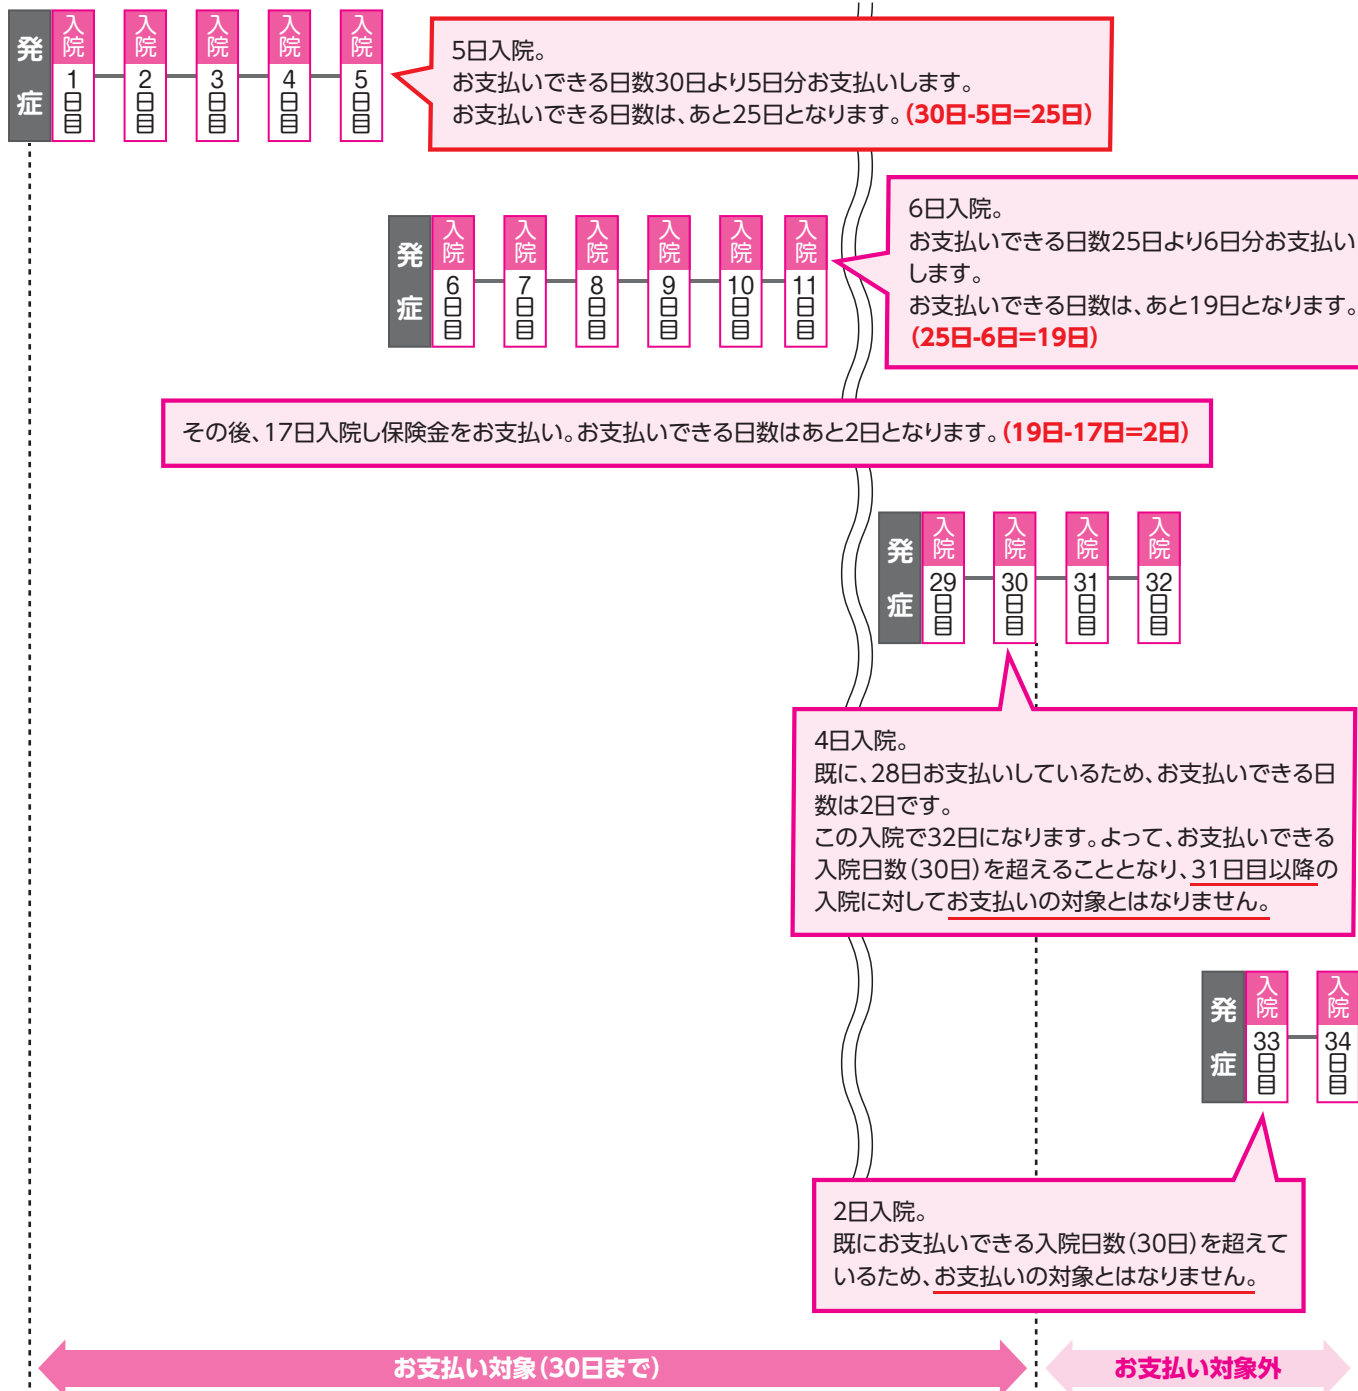 発症
入院
1日目
入院
2日目
入院
3日目
入院
4日目
入院
5日目
5日入院。
お支払いできる日数30日より5日分お支払いします。
お支払いできる日数は、あと25日となります。(30日-5日=25日)
発症
入院
6日目
入院
7日目
入院
8日目
入院
9日目
入院
10日目
入院
11日目
6日入院。
お支払いできる日数25日より6日分お支払い
します。
お支払いできる日数は、あと19日となります。
(25日-6日=19日)
その後、17日入院し保険金をお支払い。お支払いできる日数はあと2日となります。(19日-17日=2日)
発症
入院
29日目
入院
30日目
入院
31日目
入院
32日目
4日入院。
既に、28日お支払いしているため、お支払いできる日
数は2日です。
この入院で32日になります。よって、お支払いできる
入院日数(30日)を超えることとなり、31日目以降の
入院に対してお支払いの対象とはなりません。
発症
入院
33日目
入院
34日目
2日入院。
既にお支払いできる入院日数(30日)を超えて
いるため、お支払いの対象とはなりません。
お支払い対象(30日まで)
お支払い対象外